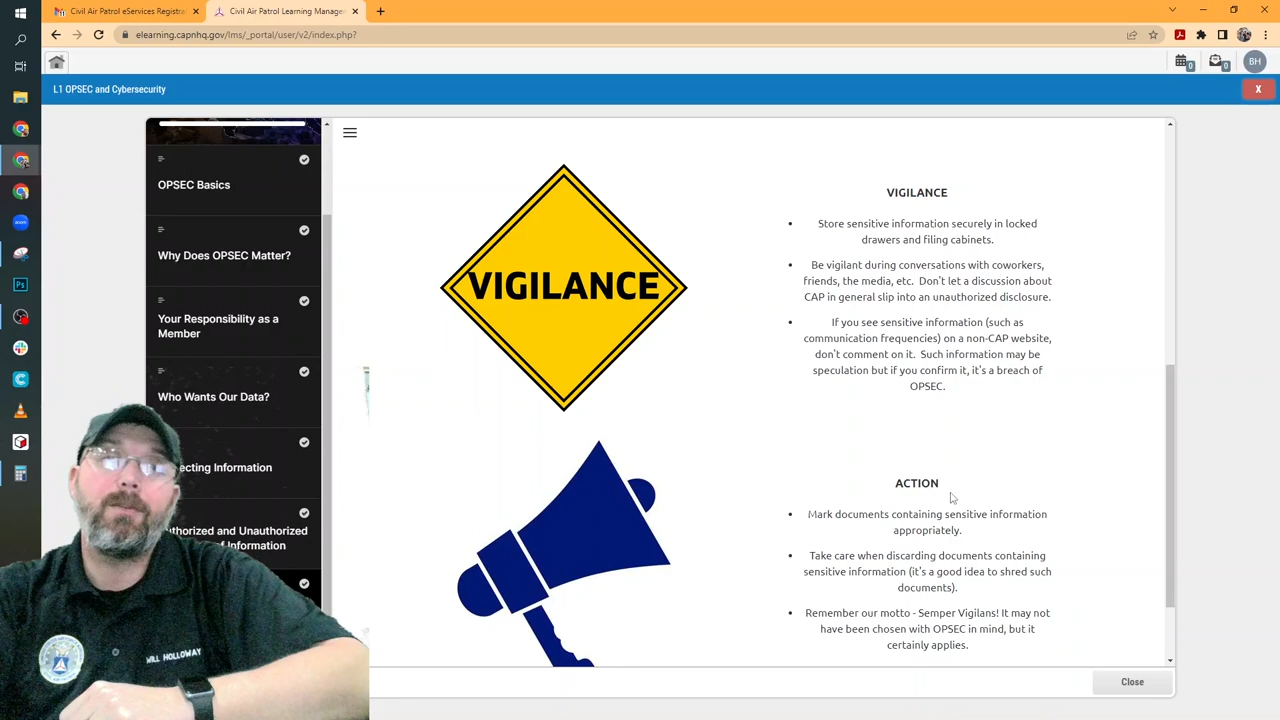 Civil Air Patrol eServices Registrat
Civil Air Patrol Learning Manage
elearning.capnhq.gov/lms/_portal/user/v2/index.php?
0
0
BH
L1 OPSEC and Cybersecurity
X
OPSEC Basics
Why Does OPSEC Matter?
Your Responsibility as a
Member
Who Wants Our Data?
ecting Information
thorized and Unauthorized
of Information
VIGILANCE
VIGILANCE
• Store sensitive information securely in locked
drawers and filing cabinets.
• Be vigilant during conversations with coworkers,
friends, the media, etc. Don't let a discussion about
CAP in general slip into an unauthorized disclosure.
• If you see sensitive information (such as
communication frequencies) on a non-CAP website,
don't comment on it. Such information may be
speculation but if you confirm it, it's a breach of
OPSEC.
ACTION
• Mark documents containing sensitive information
appropriately.
• Take care when discarding documents containing
sensitive information (it's a good idea to shred such
documents).
• Remember our motto - Semper Vigilans! It may not
have been chosen with OPSEC in mind, but it
certainly applies.
Close
zoom
Ps
WILL HOLLOWAY